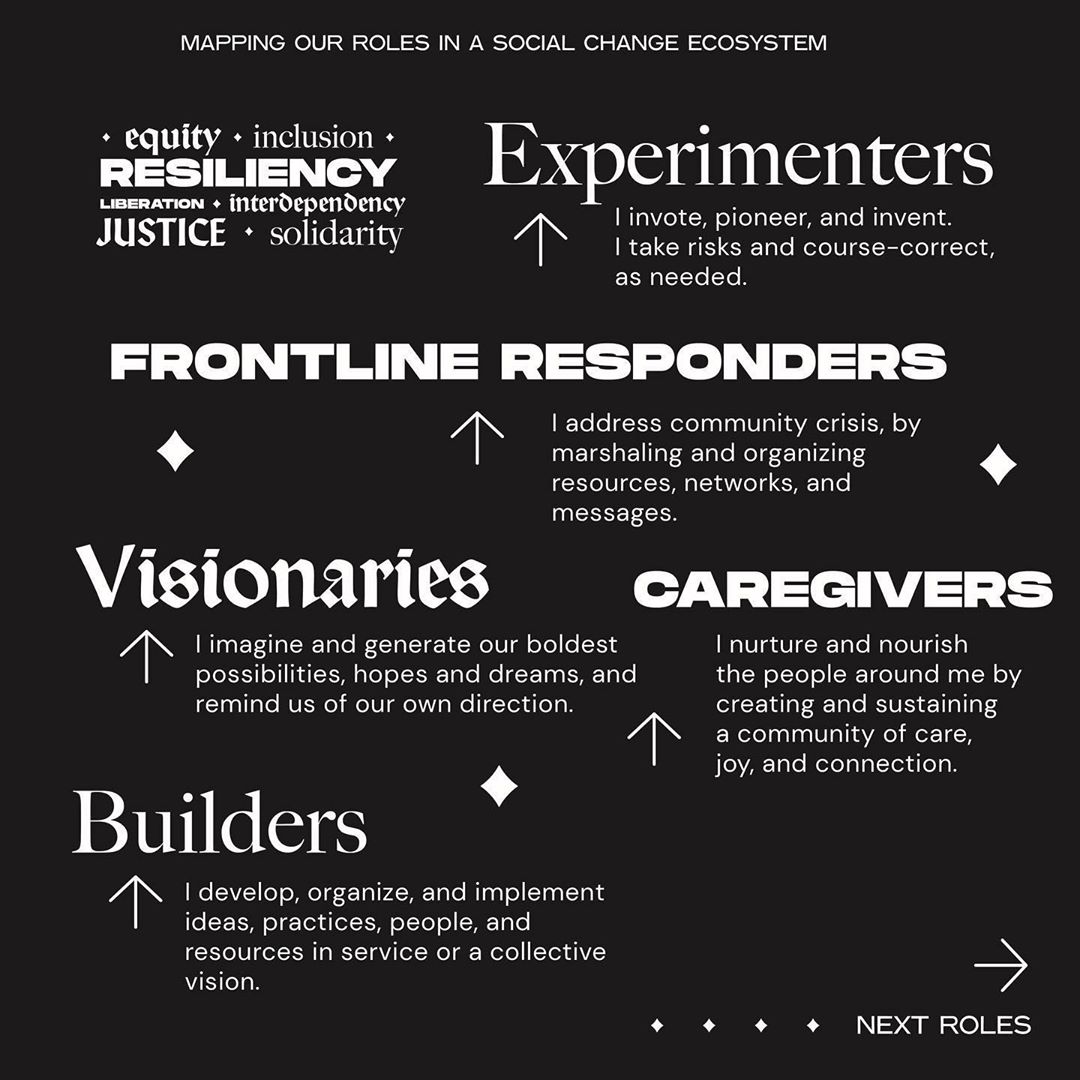 MAPPING OUR ROLES IN A SOCIAL CHANGE ECOSYSTEM
equity • inclusion
RESILIENCY
LIBERATION • interdependency
JUSTICE • solidarity
Experimenters
I invote, pioneer, and invent.
I take risks and course-correct,
as needed.
FRONTLINE RESPONDERS
I address community crisis, by
marshaling and organizing
resources, networks, and
messages.
Visionaries
I imagine and generate our boldest
possibilities, hopes and dreams, and
remind us of our own direction.
CAREGIVERS
I nurture and nourish
the people around me by
creating and sustaining
a community of care,
joy, and connection.
Builders
I develop, organize, and implement
ideas, practices, people, and
resources in service or a collective
vision.
NEXT ROLES